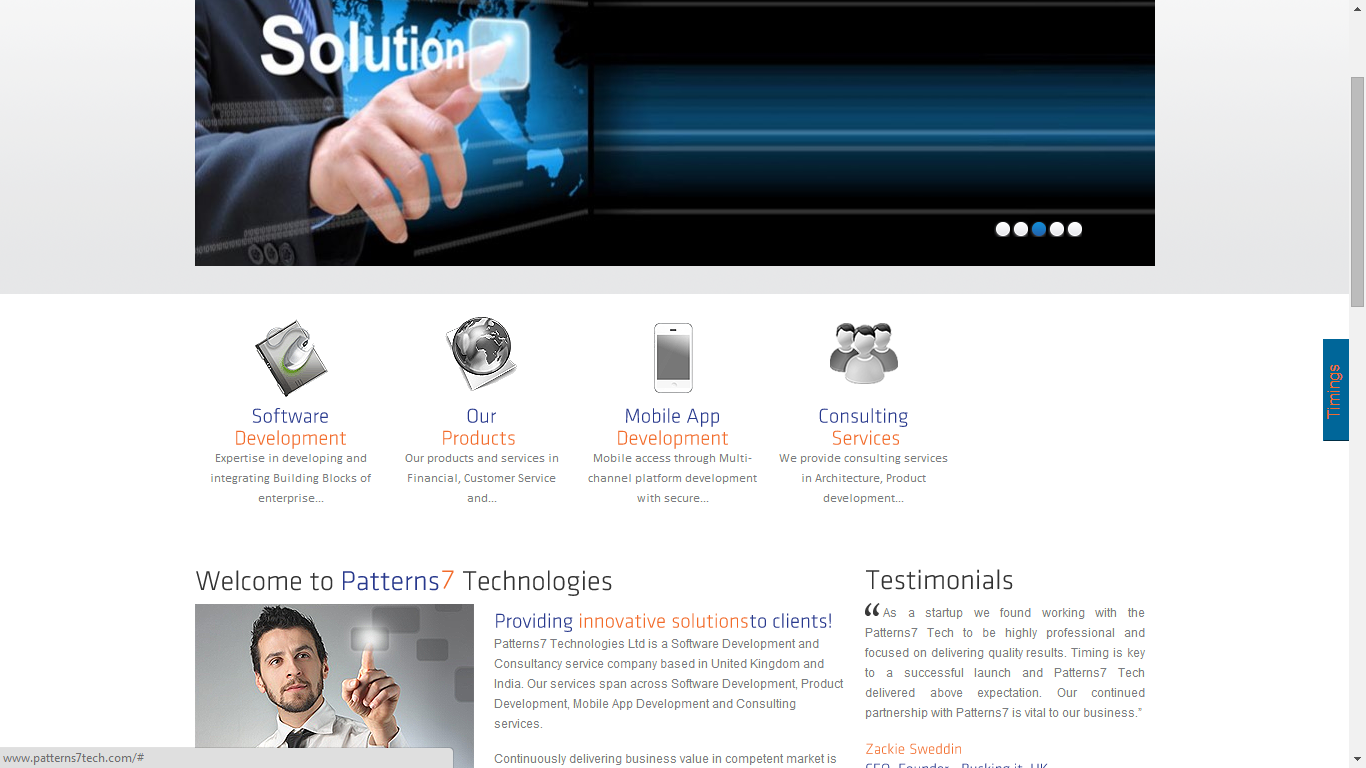 Solution
Timings
Software
Development
Expertise in developing and
integrating Building Blocks of
enterprise...
Our
Products
Our products and services in
Financial, Customer Service
and...
Mobile App
Development
Mobile access through Multi-
channel platform development
with secure...
Consulting
Services
We provide consulting services
in Architecture, Product
development...
Welcome to Patterns7 Technologies
Providing innovative solutionsto clients!
Patterns7 Technologies Ltd is a Software Development and
Consultancy service company based in United Kingdom and
India. Our services span across Software Development, Product
Development, Mobile App Development and Consulting
services.
Continuously delivering business value in competent market is
Testimonials
“ As a startup we found working with the
Patterns7 Tech to be highly professional and
focused on delivering quality results. Timing is key
to a successful launch and Patterns7 Tech
delivered above expectation. Our continued
partnership with Patterns7 is vital to our business.”
Zackie Sweddin
www.patterns7tech.com/#